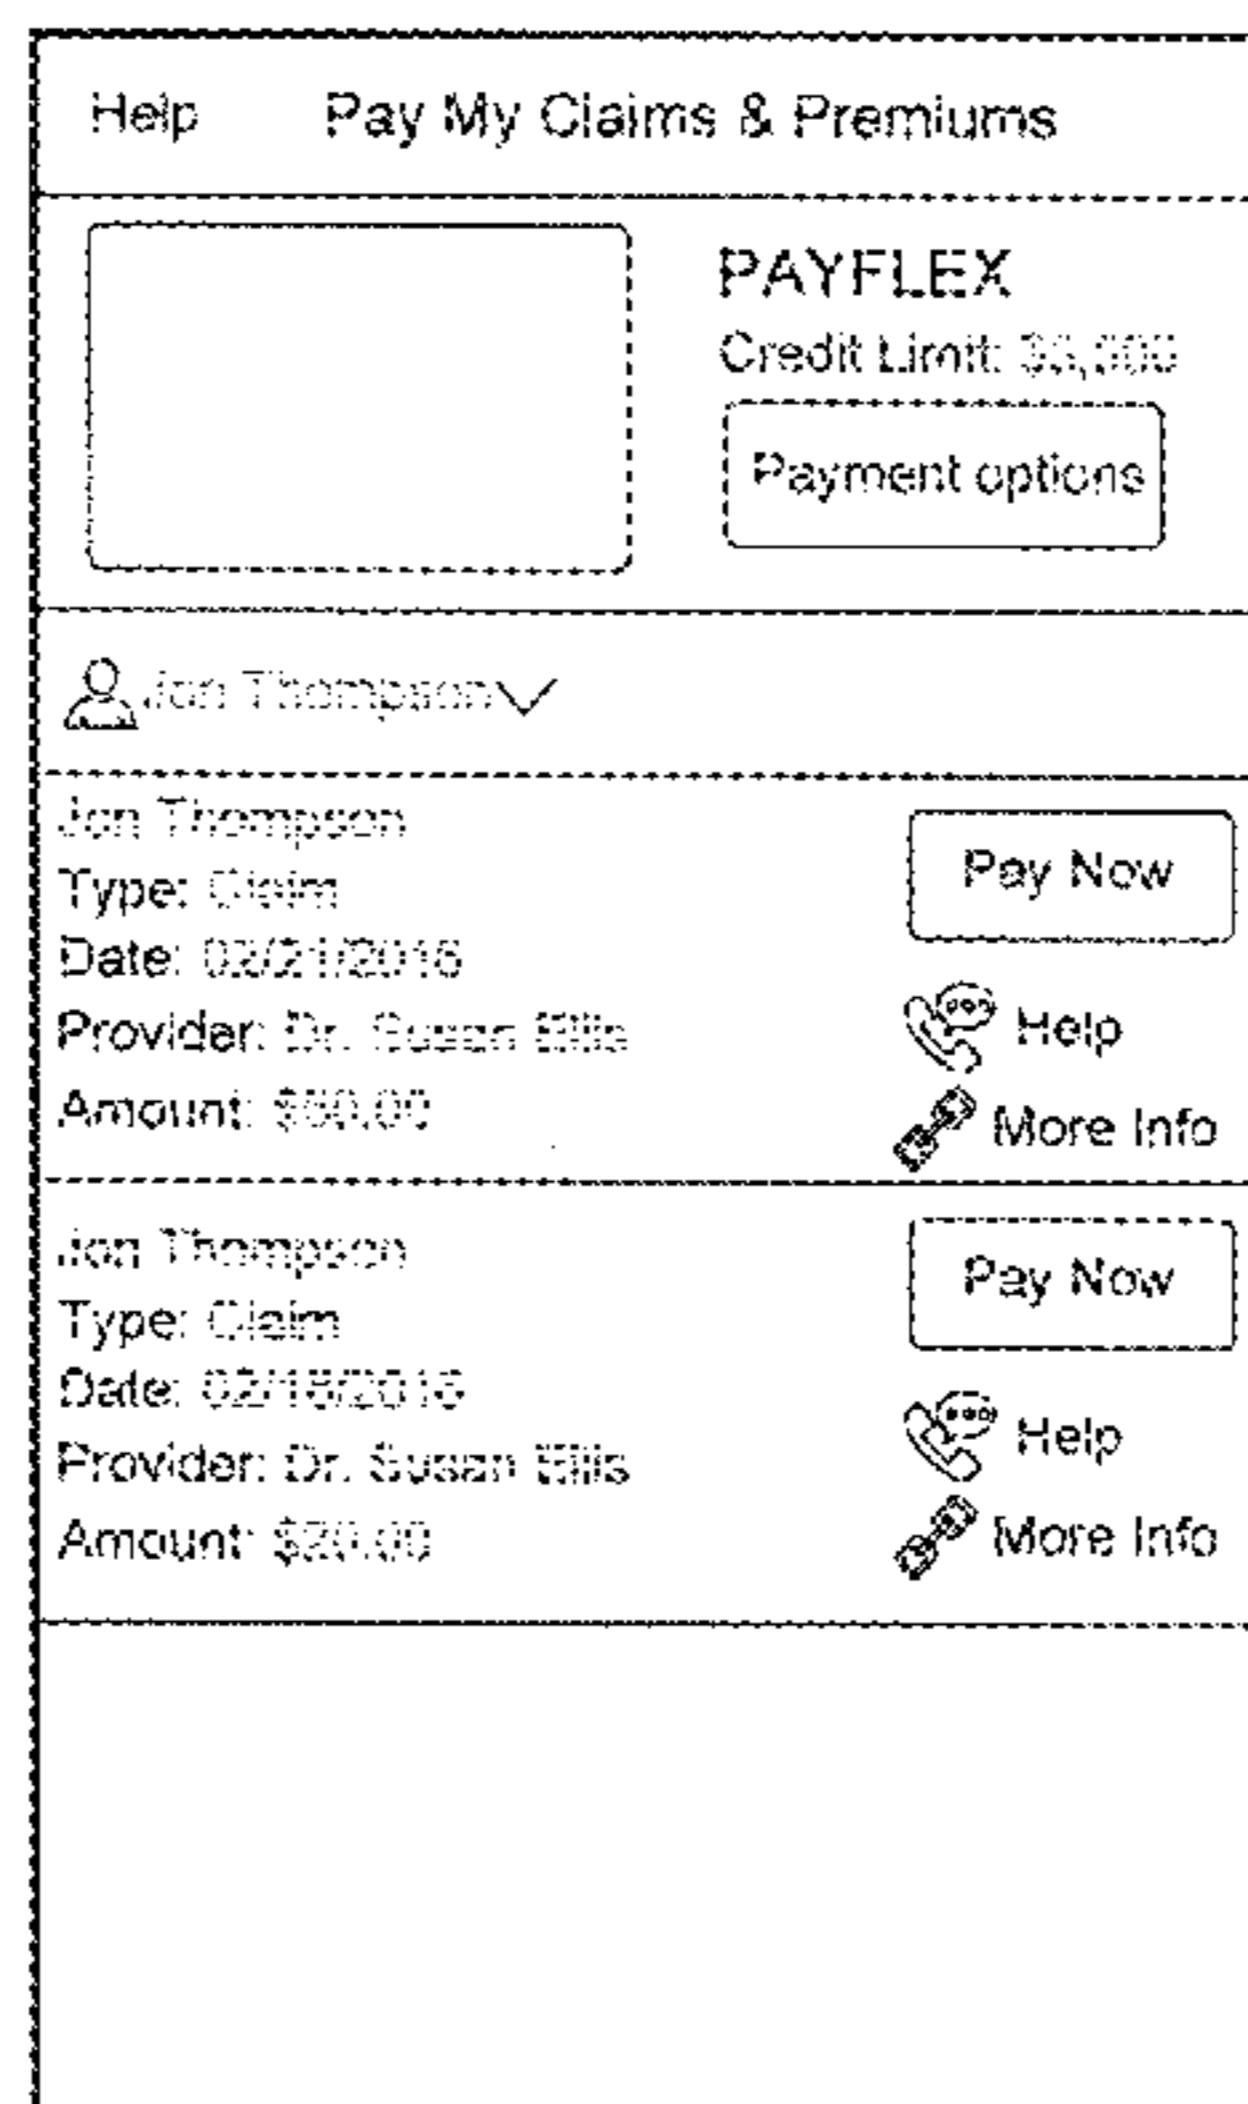 Help Pay My Claims & Premiums
PAYFLEX
Credit Limit:
Payment options
Jon Thompson
Jon Thompson
Type: Claim
Date: 02/21/2016
Provider: Dr. Susan Ellis
Amount:
Pay Now
Help
More Info
Jon Thompson
Type: Claim
Date:
Provider: Dr. Susan Ellis
Amount: $20.00
Pay Now
Help
More Info